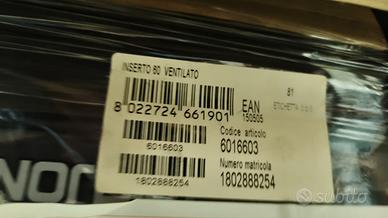 INSERTO 60 VENTILATO
81
8 022724 661901
EAN
150505
ETICHETTA
Codice articolo
6016603
6016603
Numero matricola
1802888254
1802888254
subito